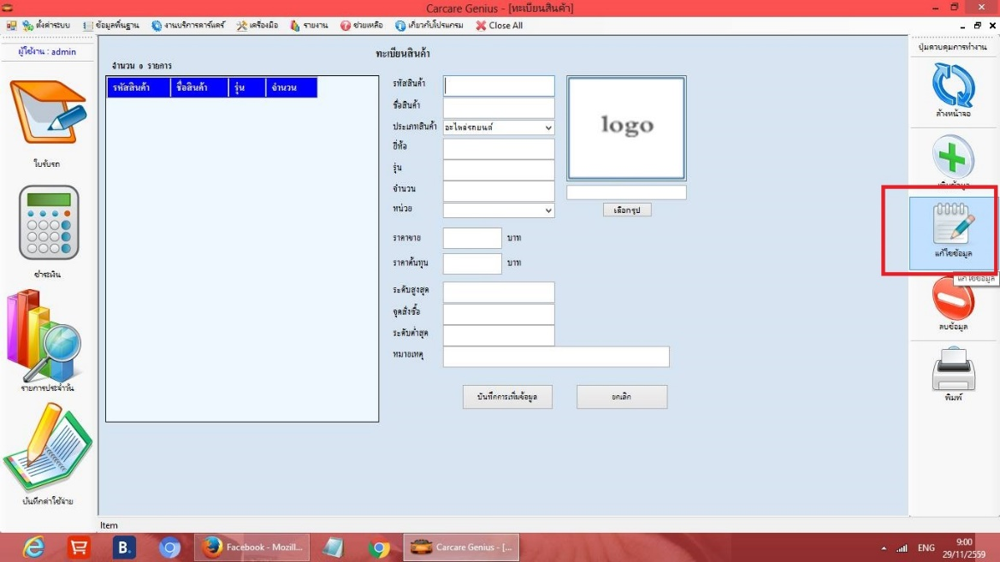 Carcare Genius - [ทะเบียนสินค้า]
ตั้งค่าระบบ ข้อมูลพื้นฐาน งานบริการคาร์แคร์ เครื่องมือ รายงาน ช่วยเหลือ เกี่ยวกับโปรแกรม Close All
ผู้ใช้งาน : admin
ใบรับรถ
ชำระเงิน
รายการประจำวัน
บันทึกค่าใช้จ่าย
ทะเบียนสินค้า
จำนวน 0 รายการ
รหัสสินค้า ชื่อสินค้า รุ่น จำนวน
รหัสสินค้า
ชื่อสินค้า
ประเภทสินค้า อะไหล่รถยนต์
ยี่ห้อ
รุ่น
จำนวน
หน่วย
ราคาขาย บาท
ราคาต้นทุน บาท
ระดับสูงสุด
จุดสั่งซื้อ
ระดับต่ำสุด
หมายเหตุ
logo
เลือกรูป
บันทึกการเพิ่มข้อมูล ยกเลิก
ปุ่มควบคุมการทำงาน
ล้างหน้าจอ
เพิ่มข้อมูล
แก้ไขข้อมูล
แก้ไขข้อมูล
ลบข้อมูล
พิมพ์
Item
B. Facebook - Mozill... Carcare Genius - [... ENG 9:00
29/11/2559